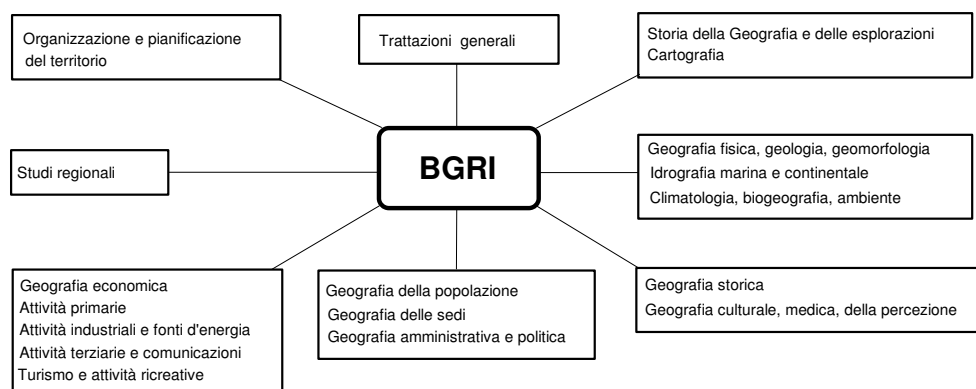 Organizzazione e pianificazione
del territorio
Trattazioni generali
Storia della Geografia e delle esplorazioni
Cartografia
Studi regionali
BGRI
Geografia fisica, geologia, geomorfologia
Idrografia marina e continentale
Climatologia, biogeografia, ambiente
Geografia economica
Attività primarie
Attività industriali e fonti d'energia
Attività terziarie e comunicazioni
Turismo e attività ricreative
Geografia della popolazione
Geografia delle sedi
Geografia amministrativa e politica
Geografia storica
Geografia culturale, medica, della percezione